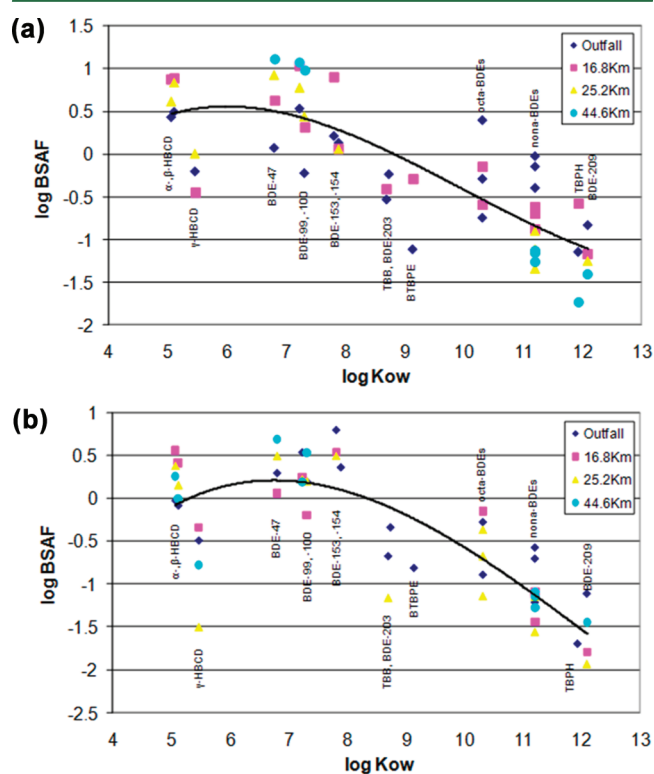 (a)
1.5
1
0.5
0
-0.5
-1
-1.5
-2
log BSAF
α-,β-HBCD
γ-HBCD
BDE-47
BDE-99, -100
BDE-153, -154
TBB, BDE-203
BTBPE
octa-BDEs
nona-BDEs
TBPH
BDE-209
Outfall
16.8Km
25.2Km
44.6Km
4 5 6 7 8 9 10 11 12 13
log Kow
(b)
1
0.5
0
-0.5
-1
-1.5
-2
-2.5
log BSAF
α-,β-HBCD
γ-HBCD
BDE-47
BDE-99, -100
BDE-153, -154
TBB, BDE-203
BTBPE
octa-BDEs
nona-BDEs
TBPH
BDE-209
Outfall
16.8Km
25.2Km
44.6Km
4 5 6 7 8 9 10 11 12 13
log Kow